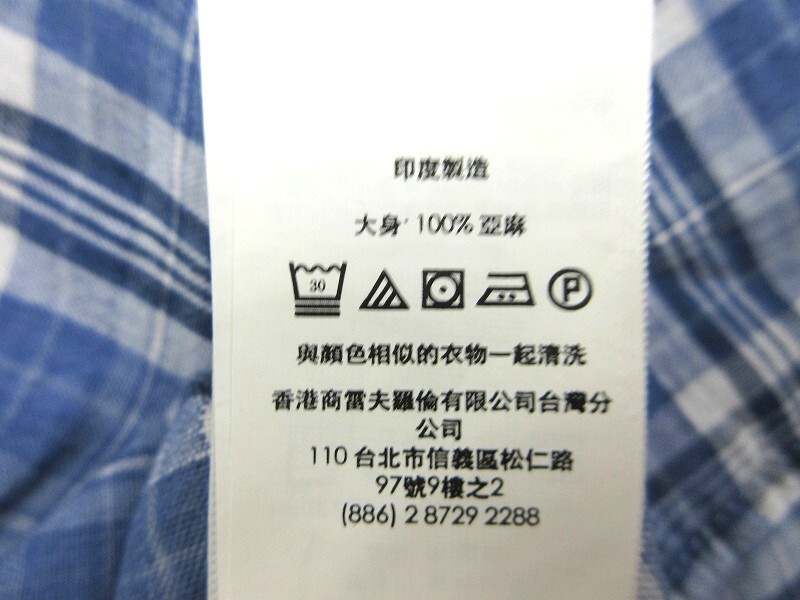 印度製造
大身 100% 亞麻
30
P
與顏色相似的衣物一起清洗
香港商雷夫羅倫有限公司台灣分
公司
110 台北市信義區松仁路
97號9樓之2
(886) 2 8729 2288